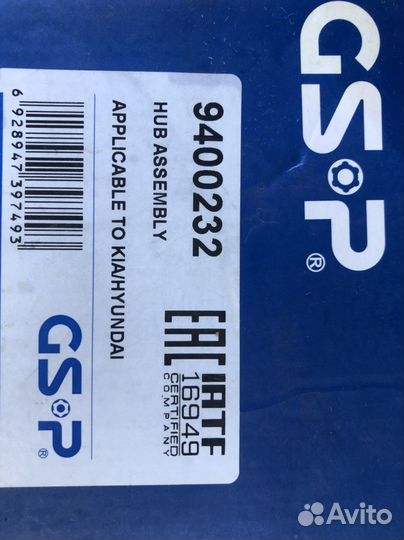 GSP®
9400232
HUB ASSEMBLY
APPLICABLE TO KIA/HYUNDAI
6 928947 397493
GSP®
EAC
IATF
16949
CERTIFIED
COMPANY
Avito